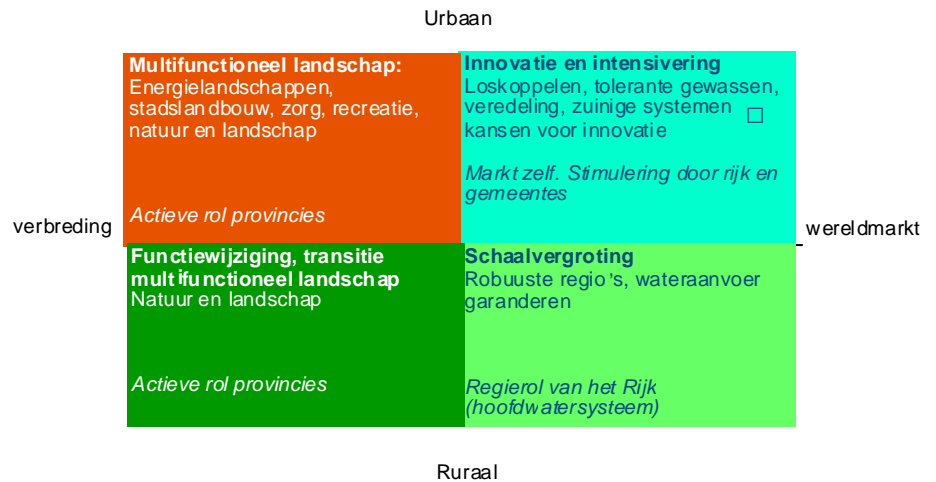 Urbaan
Multifunctioneel landschap:
Energielandschappen,
stadslandbouw, zorg, recreatie,
natuur en landschap
Actieve rol provincies
Innovatie en intensivering
Loskoppelen, tolerante gewassen,
veredeling, zuinige systemen □
kansen voor innovatie
Markt zelf. Stimulering door rijk en
gemeentes
verbreding
wereldmarkt
Functiewijziging, transitie
multifunctioneel landschap
Natuur en landschap
Actieve rol provincies
Schaalvergroting
Robuuste regio's, wateraanvoer
garanderen
Regierol van het Rijk
(hoofdwatersysteem)
Ruraal